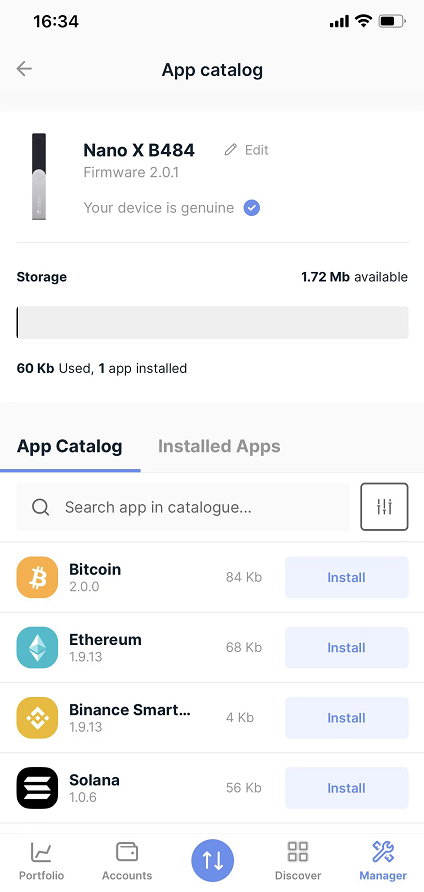 16:34
App catalog
Nano X B484 Edit
Firmware 2.0.1
Your device is genuine
Storage 1.72 Mb available
60 Kb Used, 1 app installed
App Catalog Installed Apps
Search app in catalogue...
Bitcoin
2.0.0
84 Kb
Install
Ethereum
1.9.13
68 Kb
Install
Binance Smart...
1.9.13
4 Kb
Install
Solana
1.0.6
56 Kb
Install
Portfolio Accounts Discover Manager